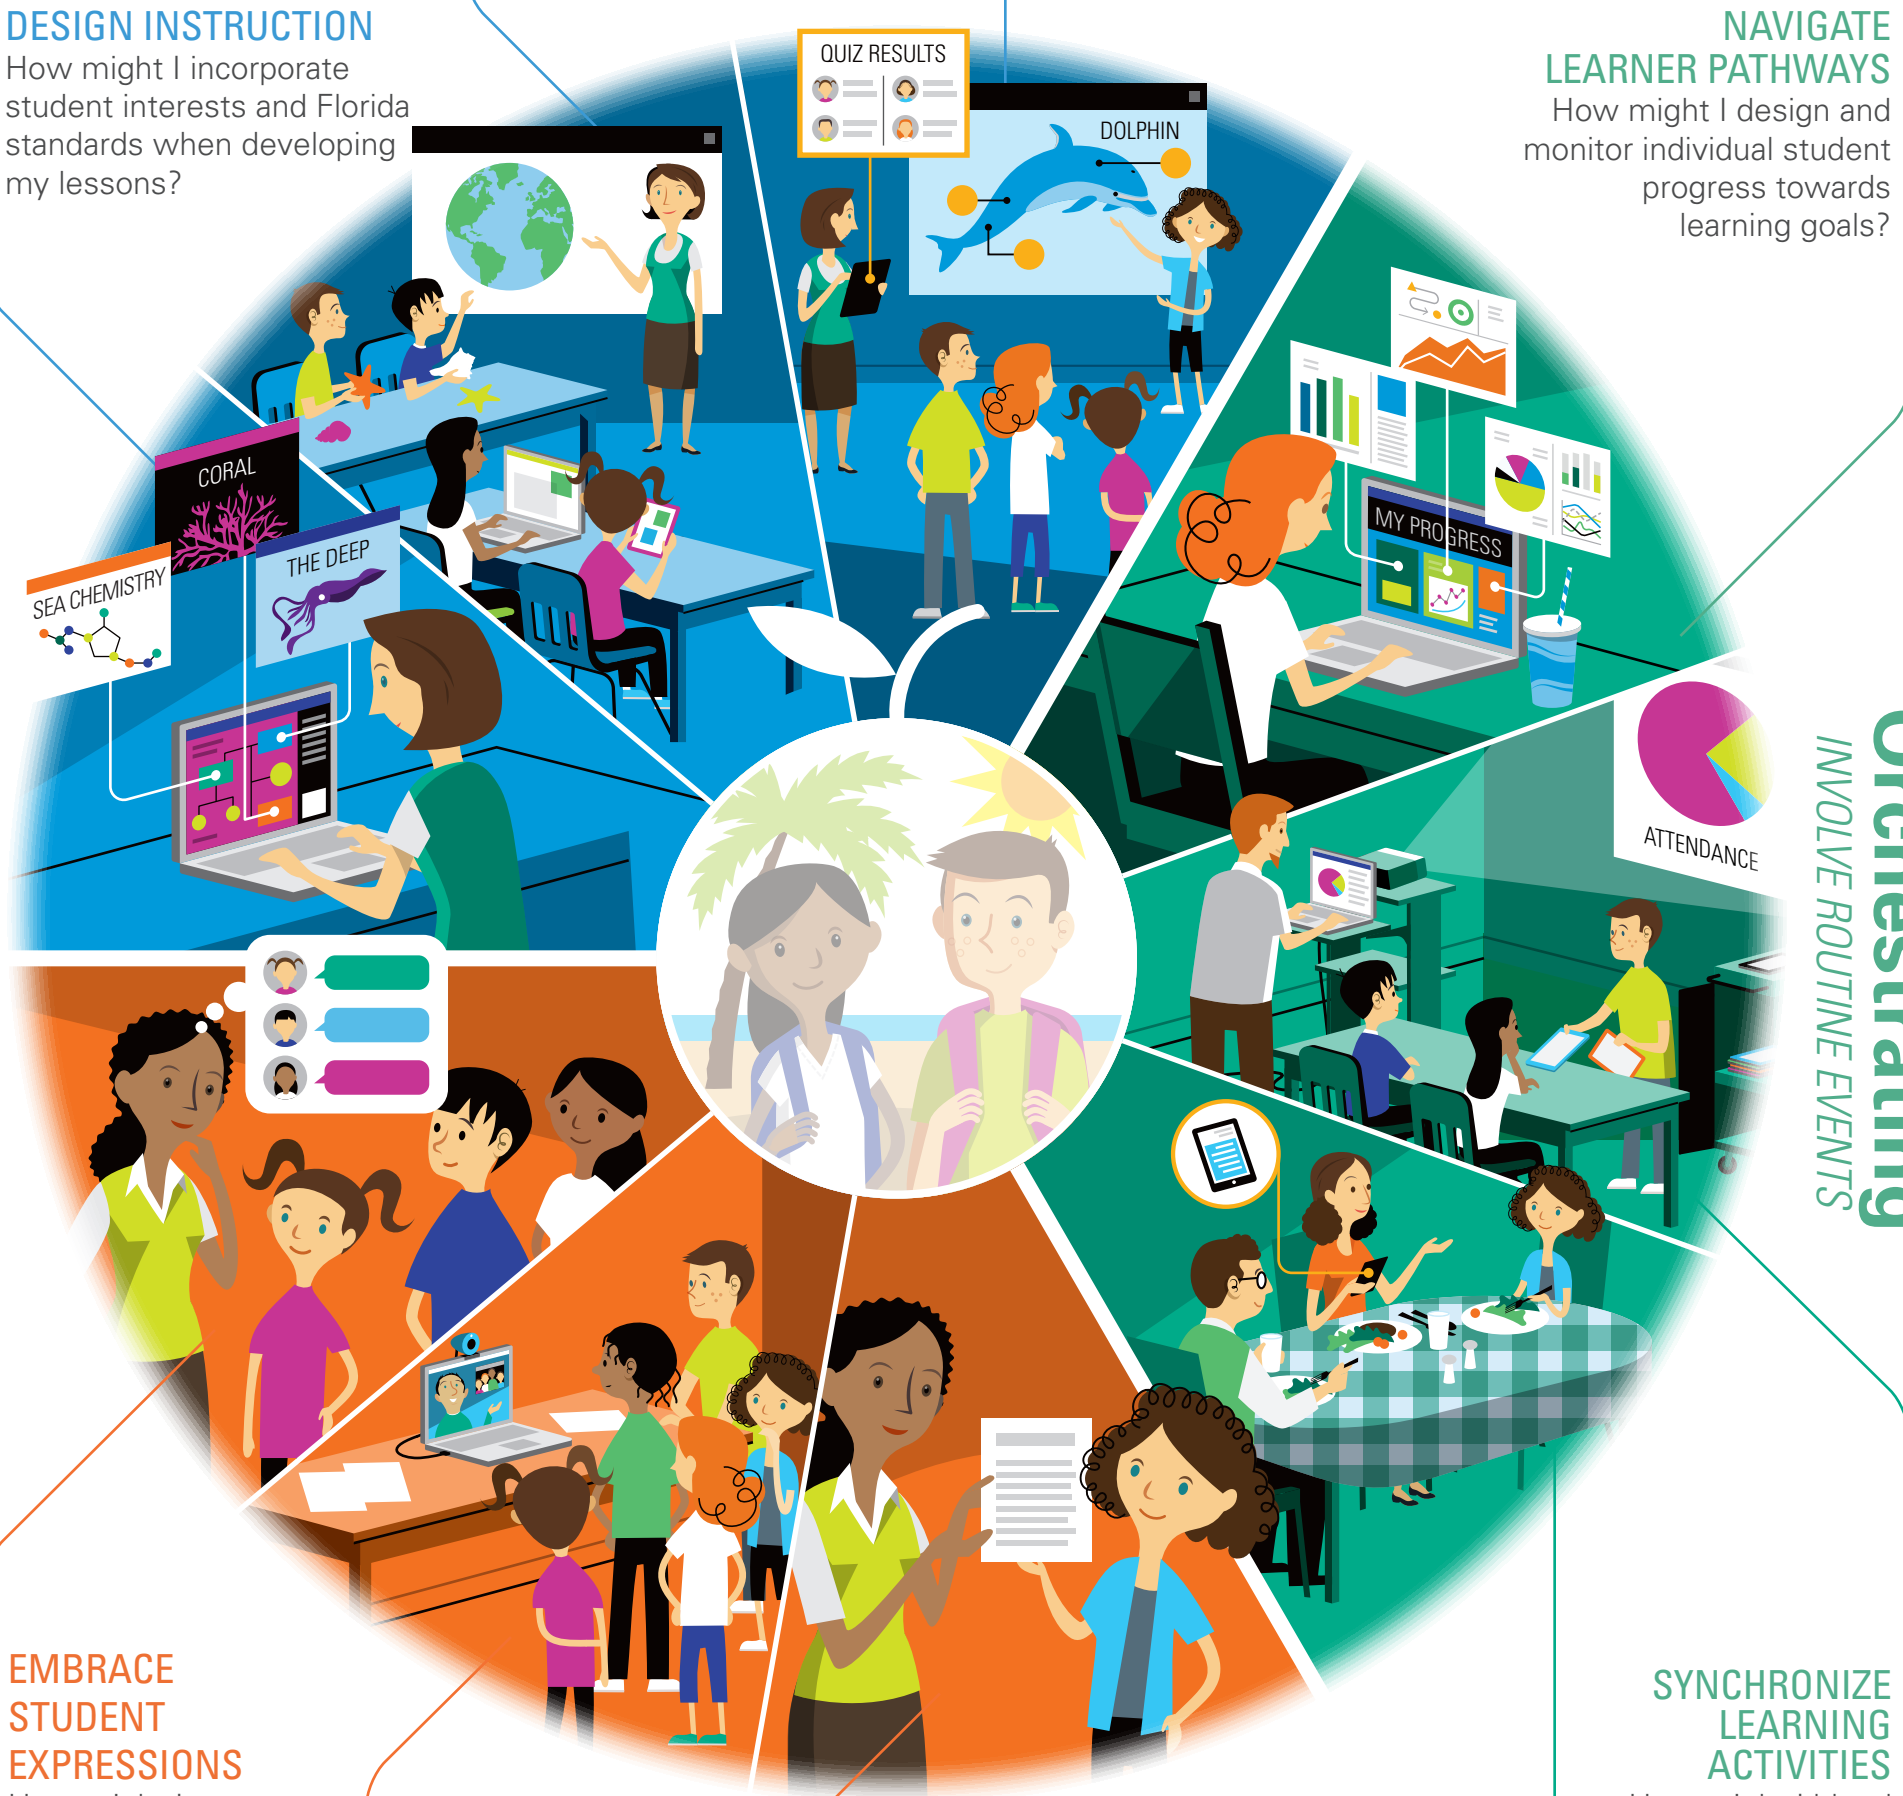 DESIGN INSTRUCTION
How might I incorporate
student interests and Florida
standards when developing
my lessons?
QUIZ RESULTS
DOLPHIN
NAVIGATE
LEARNER PATHWAYS
How might I design and
monitor individual student
progress towards
learning goals?
CORAL
THE DEEP
SEA CHEMISTRY
MY PROGRESS
ATTENDANCE
Orchestrating
INVOLVE ROUTINE EVENTS
EMBRACE
STUDENT
EXPRESSIONS
SYNCHRONIZE
LEARNING
ACTIVITIES